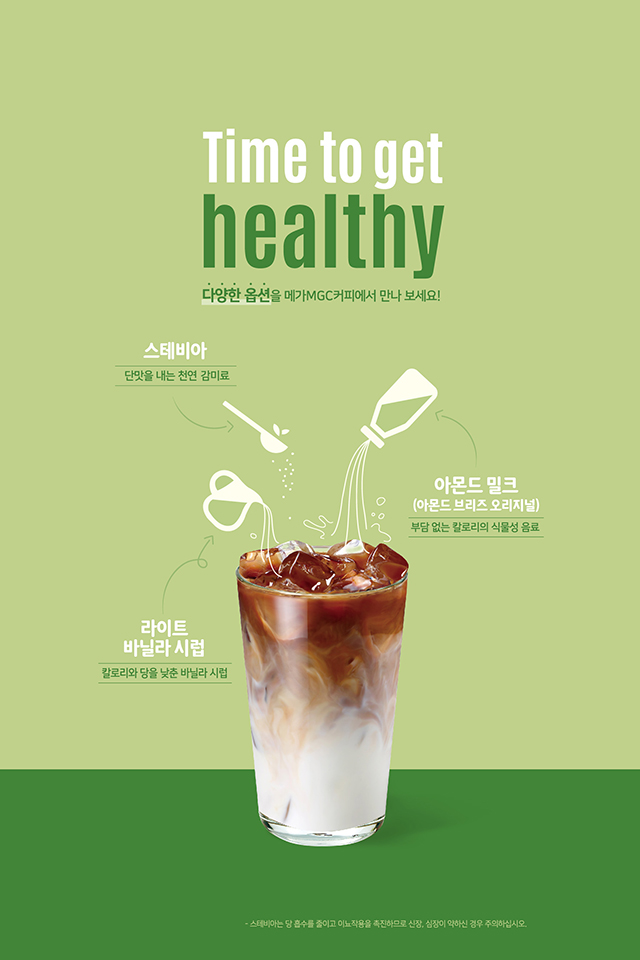 Time to get
healthy
다양한 옵션을 메가MGC커피에서 만나 보세요!
스테비아
단맛을 내는 천연 감미료
아몬드 밀크
(아몬드 브리즈 오리지널)
부담 없는 칼로리의 식물성 음료
라이트
바닐라 시럽
칼로리와 당을 낮춘 바닐라 시럽
- 스테비아는 당 흡수를 줄이고 이뇨작용을 촉진하므로 신장, 심장이 약하신 경우 주의하십시오.